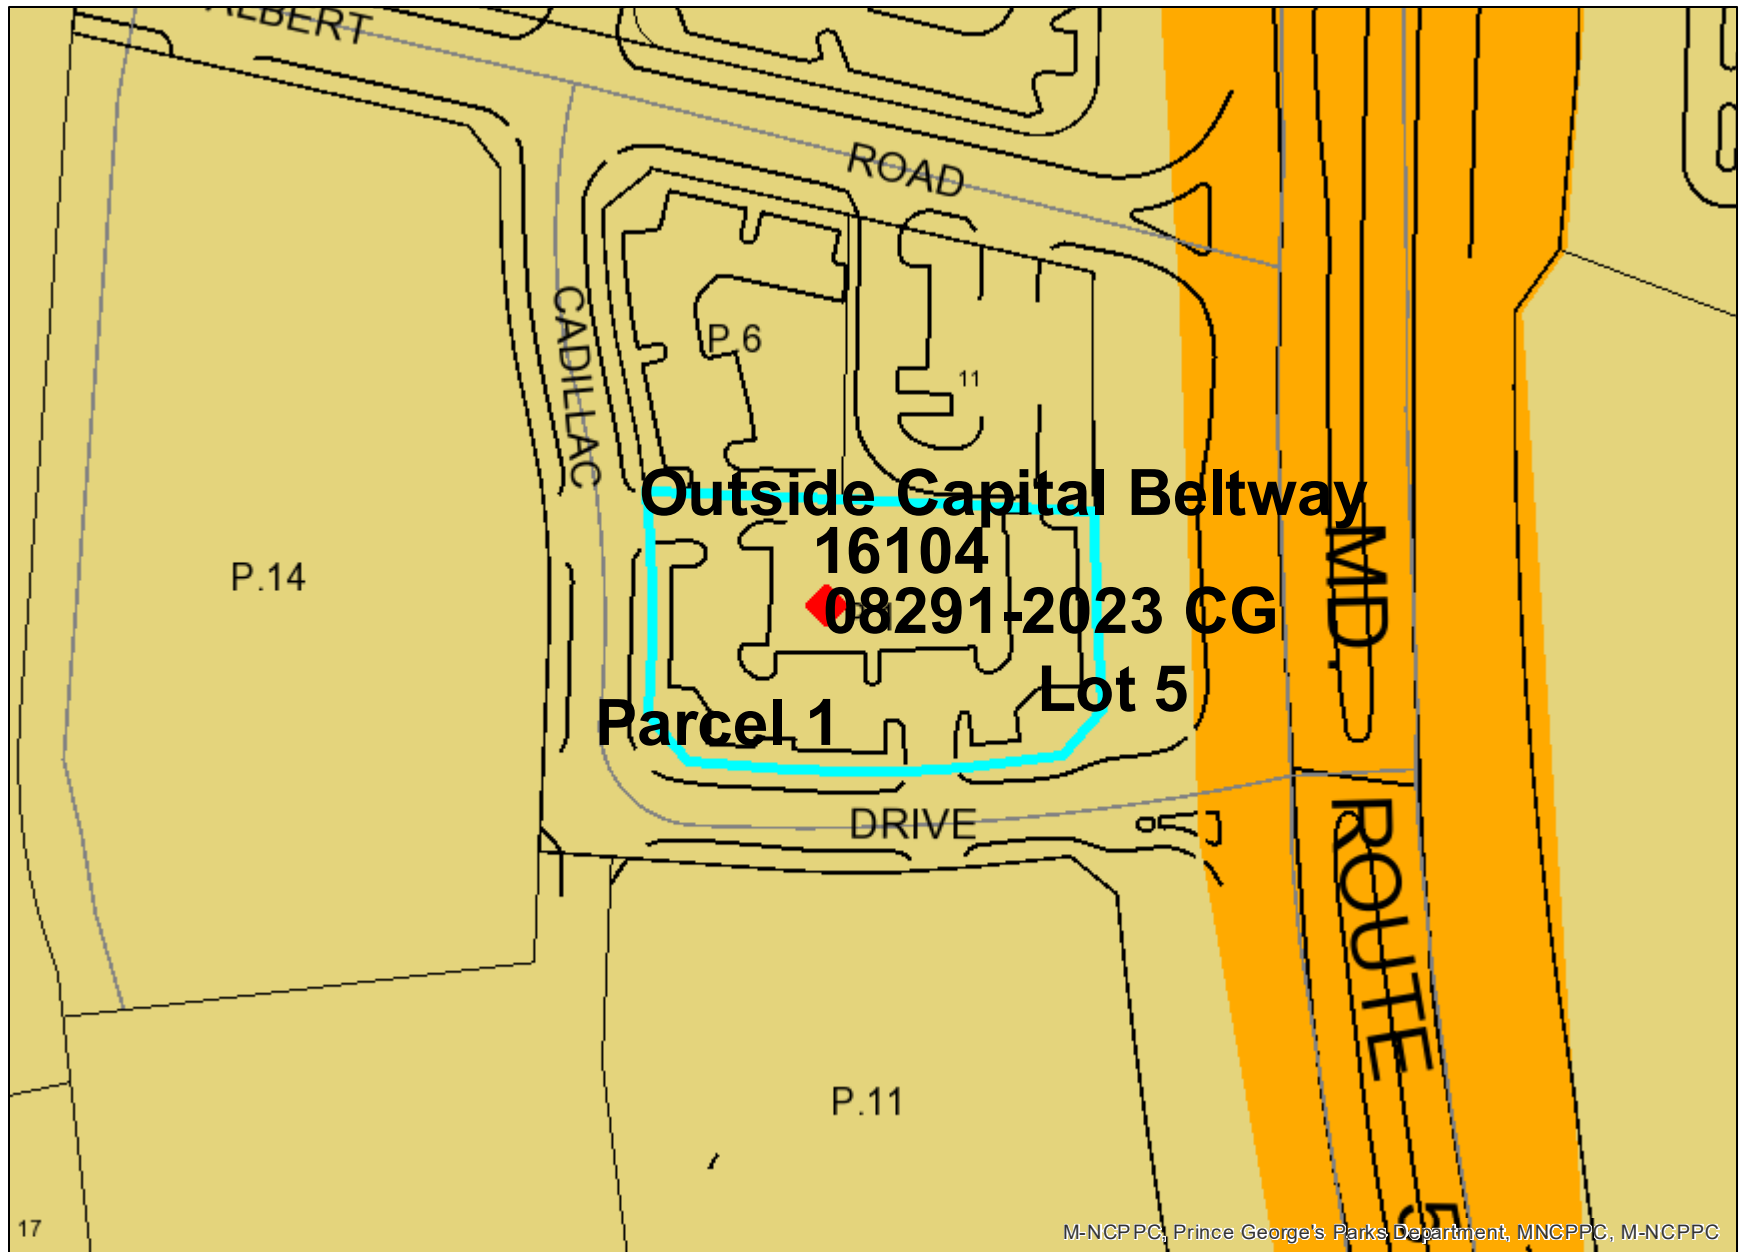 ALBERT
ROAD
CADILLAC
P.6
11
Outside Capital Beltway
16104
08291-2023 CG
P.14
MD.
Lot 5
Parcel 1
DRIVE
ROUTE
P.11
5
17
M-NCPPC, Prince George's Parks Department, MNCPPC, M-NCPPC